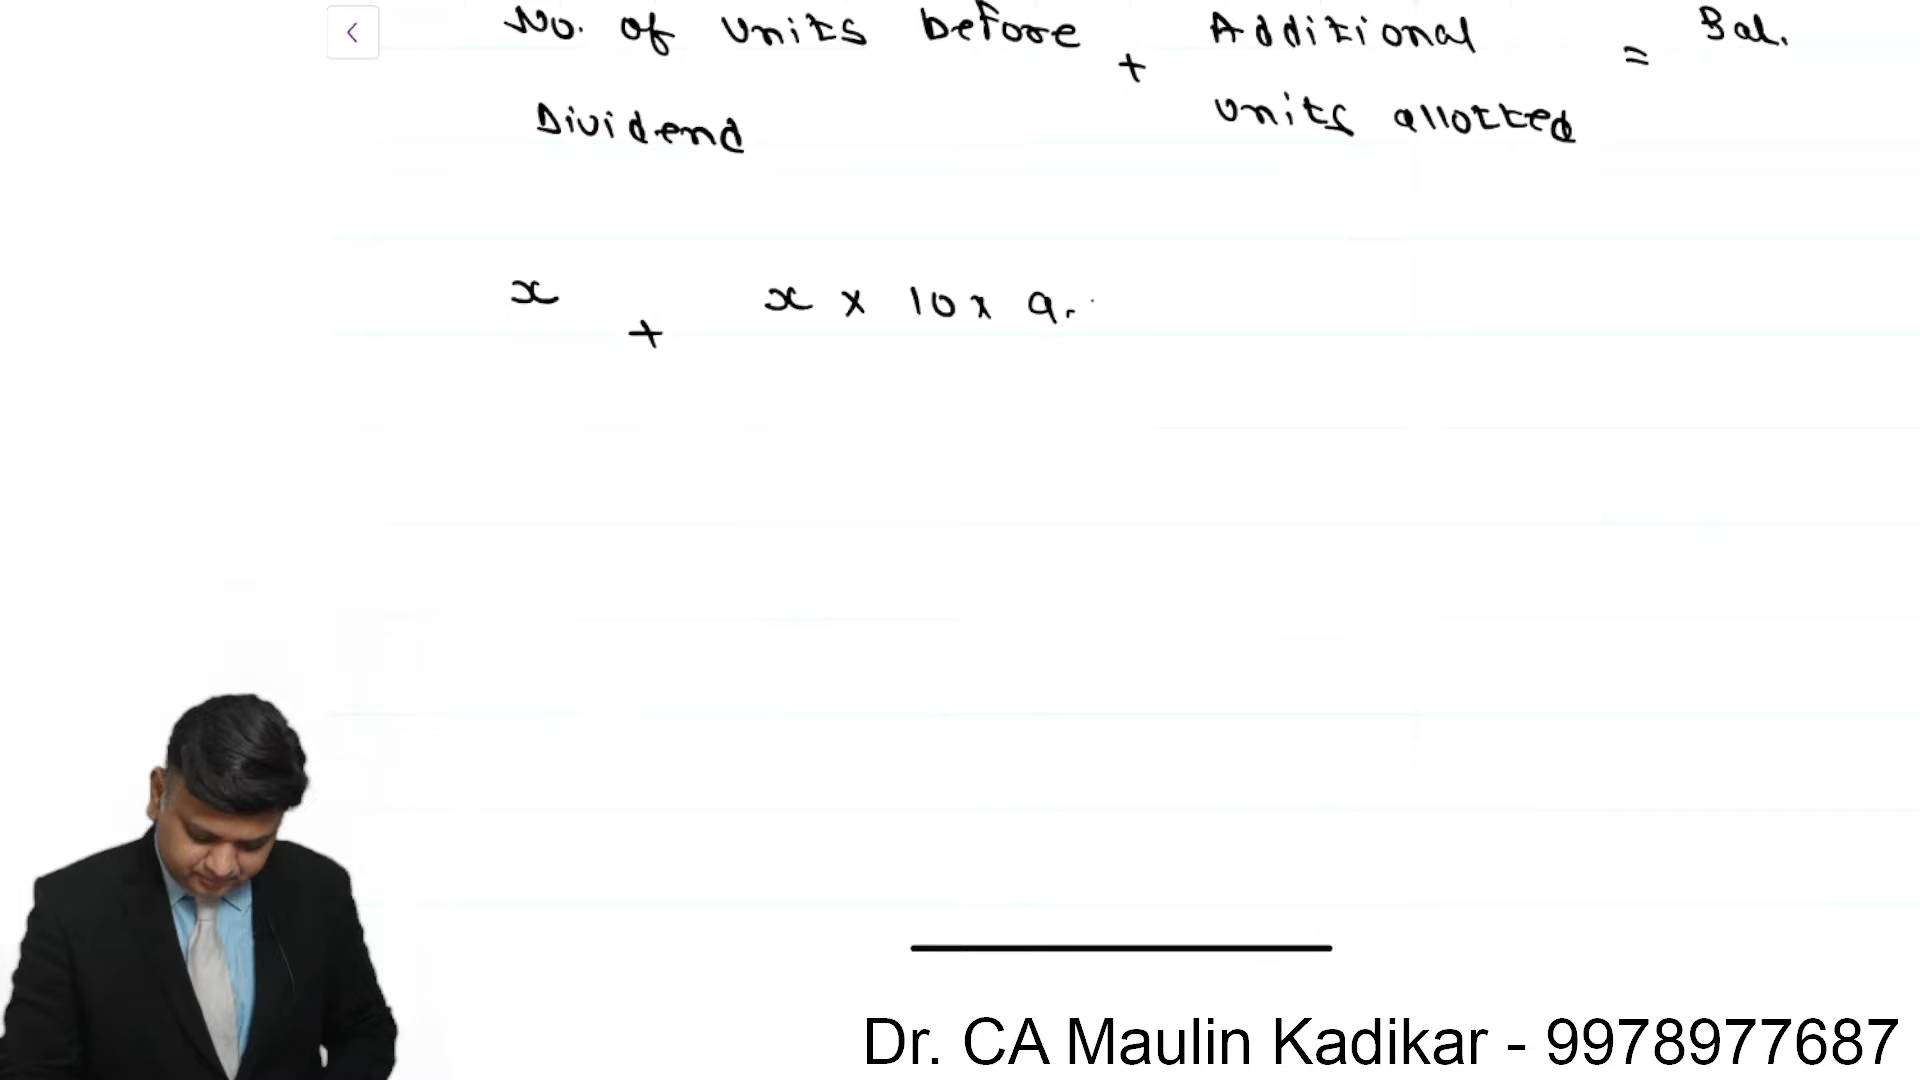 No. of units before + Additional = Bal.
Dividend units allotted
x + x x 10 x 9.
Dr. CA Maulin Kadikar - 9978977687